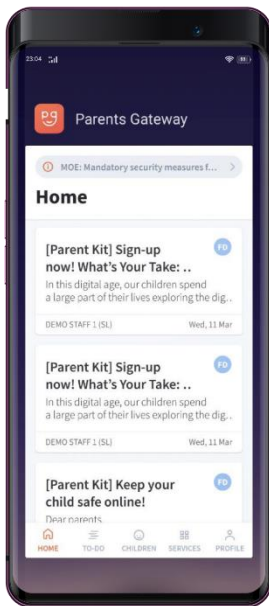 23:04
Parents Gateway
MOE: Mandatory security measures f...
Home
[Parent Kit] Sign-up
now! What's Your Take: ..
FD
In this digital age, our children spend
a large part of their lives exploring the dig..
DEMO STAFF 1 (SL)
Wed, 11 Mar
[Parent Kit] Sign-up
now! What's Your Take: ..
FD
In this digital age, our children spend
a large part of their lives exploring the dig..
DEMO STAFF 1 (SL)
Wed, 11 Mar
[Parent Kit] Keep your
child safe online!
FD
Dear parents
HOME
TO-DO
CHILDREN
SERVICES
PROFILE